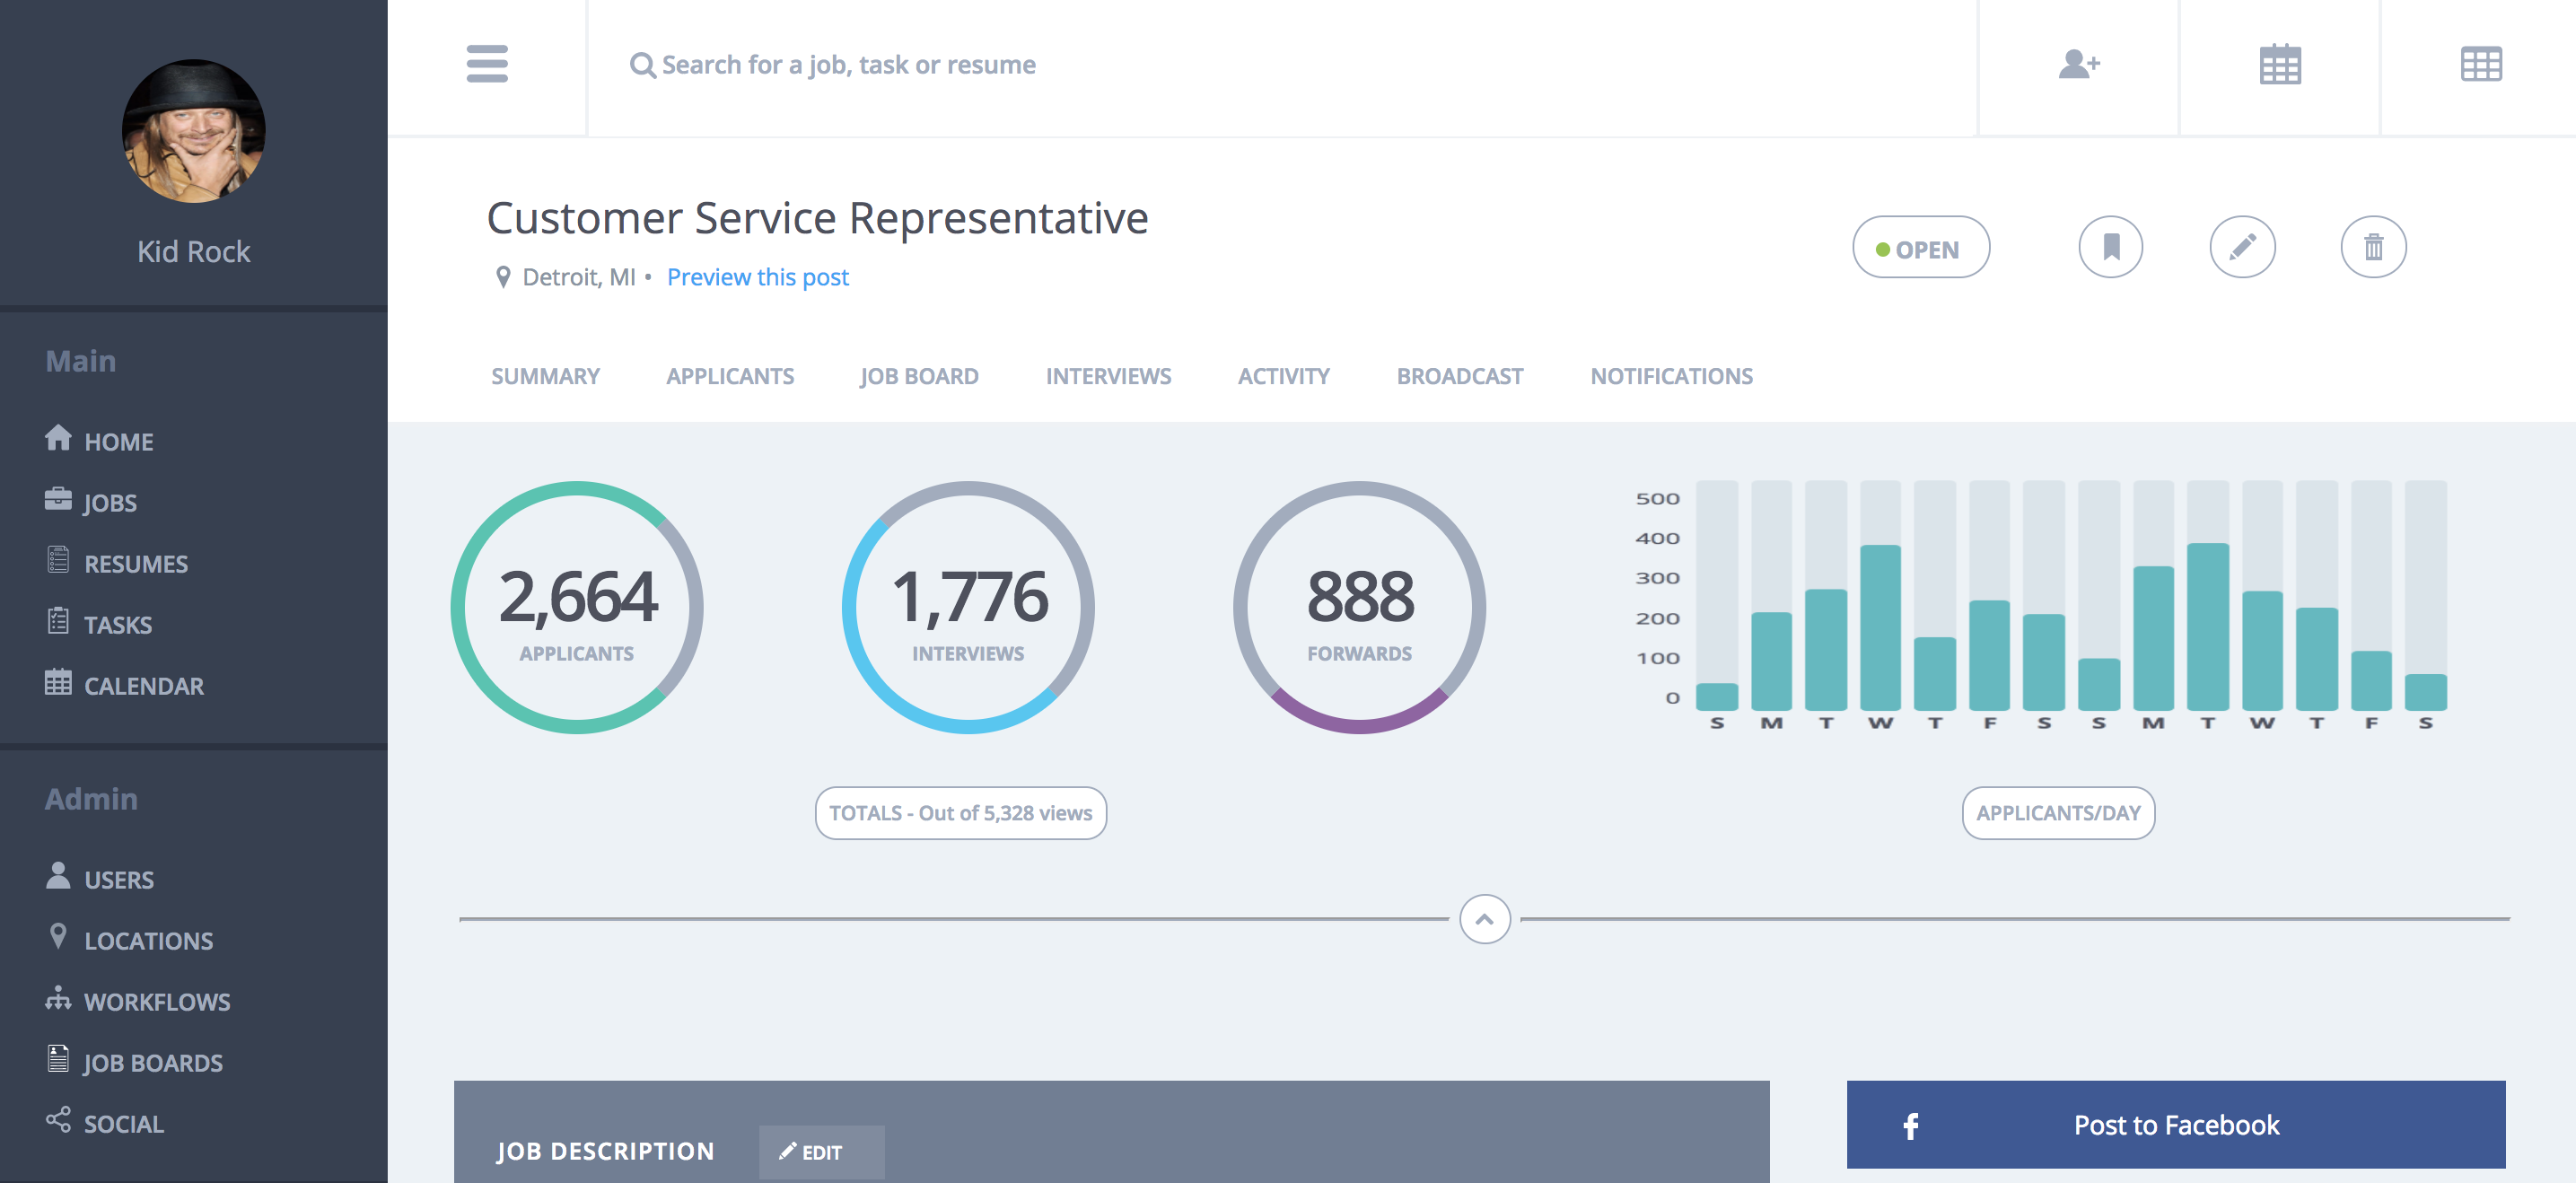 Kid Rock
Main
HOME
JOBS
RESUMES
TASKS
CALENDAR
Admin
USERS
LOCATIONS
WORKFLOWS
JOB BOARDS
SOCIAL
Search for a job, task or resume
Customer Service Representative
Detroit, MI • Preview this post
OPEN
SUMMARY APPLICANTS JOB BOARD INTERVIEWS ACTIVITY BROADCAST NOTIFICATIONS
2,664
APPLICANTS
1,776
INTERVIEWS
888
FORWARDS
TOTALS - Out of 5,328 views
500
400
300
200
100
0
S M T W T F S S M T W T F S
APPLICANTS/DAY
JOB DESCRIPTION
EDIT
f Post to Facebook